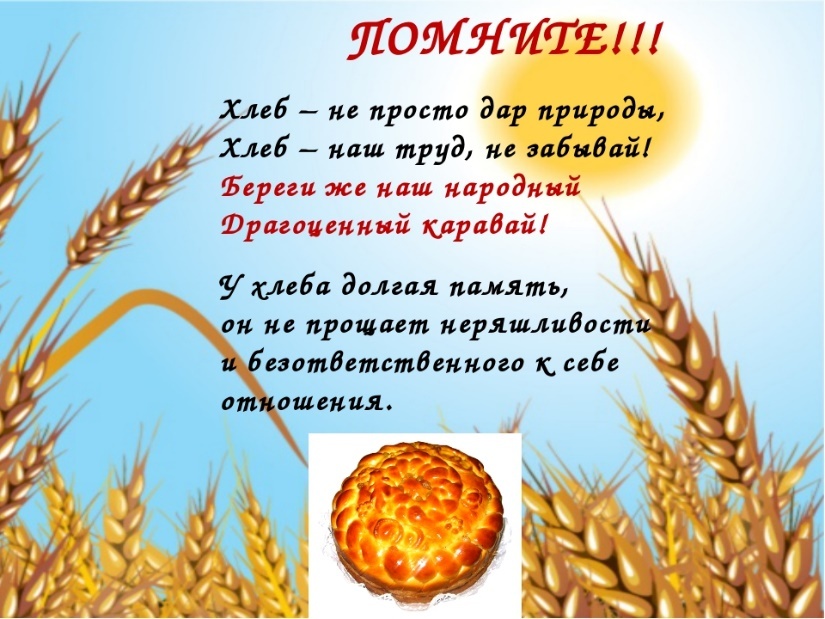 ПОМНИТЕ!!!
Хлеб – не просто дар природы,
Хлеб – наш труд, не забывай!
Береги же наш народный
Драгоценный каравай!
У хлеба долгая память,
он не прощает неряшливости
и безответственного к себе
отношения.